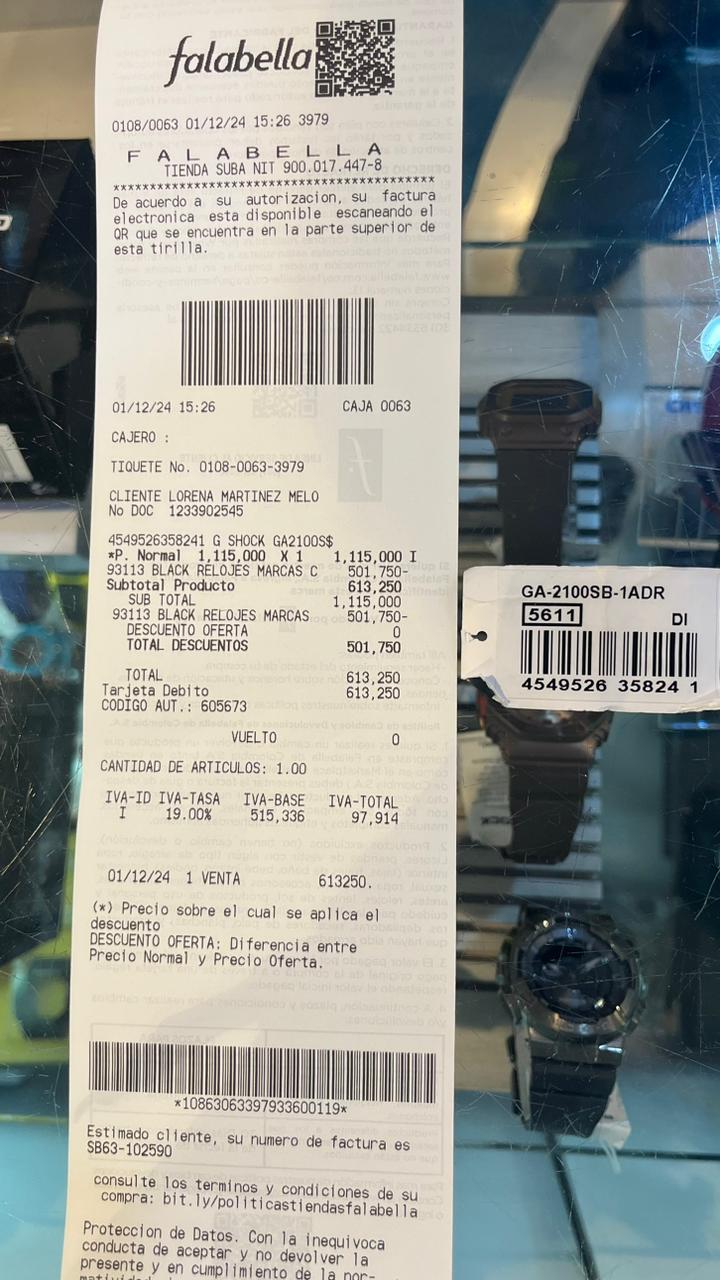 falabella
0108/0063 01/12/24 15:26 3979
F A L A B E L L A
TIENDA SUBA NIT 900.017.447-8
De acuerdo a su autorizacion, su factura
electronica esta disponible escaneando el
QR que se encuentra en la parte superior de
esta tirilla.
01/12/24 15:26 CAJA 0063
CAJERO :
TIQUETE No. 0108-0063-3979
CLIENTE LORENA MARTINEZ MELO
No DOC 1233902545
4549526358241 G SHOCK GA2100S$
*P. Normal 1,115,000 X 1 1,115,000 I
93113 BLACK RELOJES MARCAS C 501,750-
Subtotal Producto 613,250
SUB TOTAL 1,115,000
93113 BLACK RELOJES MARCAS 501,750-
DESCUENTO OFERTA 0
TOTAL DESCUENTOS 501,750
TOTAL 613,250
Tarjeta Debito 613,250
CODIGO AUT.: 605673
VUELTO 0
CANTIDAD DE ARTICULOS: 1.00
IVA-ID IVA-TASA IVA-BASE IVA-TOTAL
I 19.00% 515,336 97,914
01/12/24 1 VENTA 613250.
(*) Precio sobre el cual se aplica el
descuento
DESCUENTO OFERTA: Diferencia entre
Precio Normal y Precio Oferta.
*10863063397933600119*
Estimado cliente, su numero de factura es
SB63-102590
consulte los terminos y condiciones de su
compra: bit.ly/politicastiendasfalabella
Proteccion de Datos. Con la inequivoca
conducta de aceptar y no devolver la
presente y en cumplimiento de la nor-
GA-2100SB-1ADR
5611 DI
4549526 35824 1